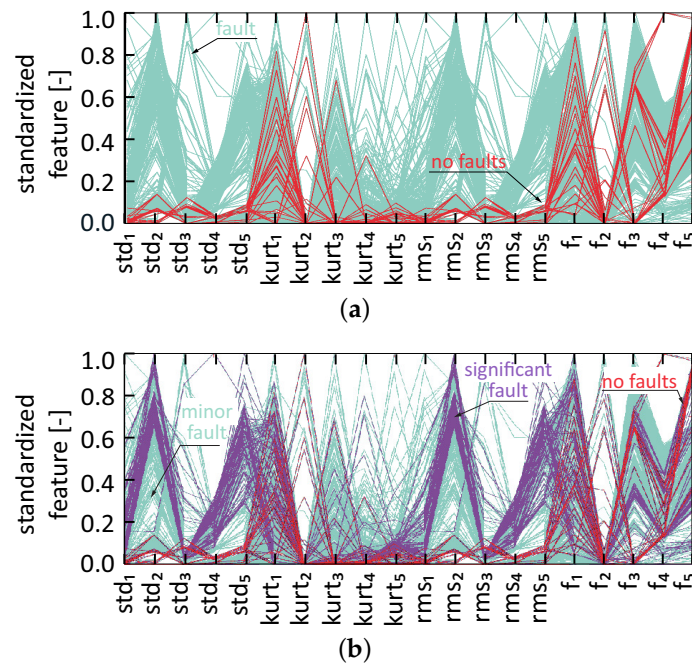 standardized
feature [-]
1.0
0.8
0.6
0.4
0.2
0.0
fault
no faults
std1 std2 std3 std4 std5 kurt1 kurt2 kurt3 kurt4 kurt5 rms1 rms2 rms3 rms4 rms5 f1 f2 f3 f4 f5
(a)
standardized
feature [-]
1.0
0.8
0.6
0.4
0.2
0.0
minor
fault
significant
fault
no faults
std1 std2 std3 std4 std5 kurt1 kurt2 kurt3 kurt4 kurt5 rms1 rms2 rms3 rms4 rms5 f1 f2 f3 f4 f5
(b)